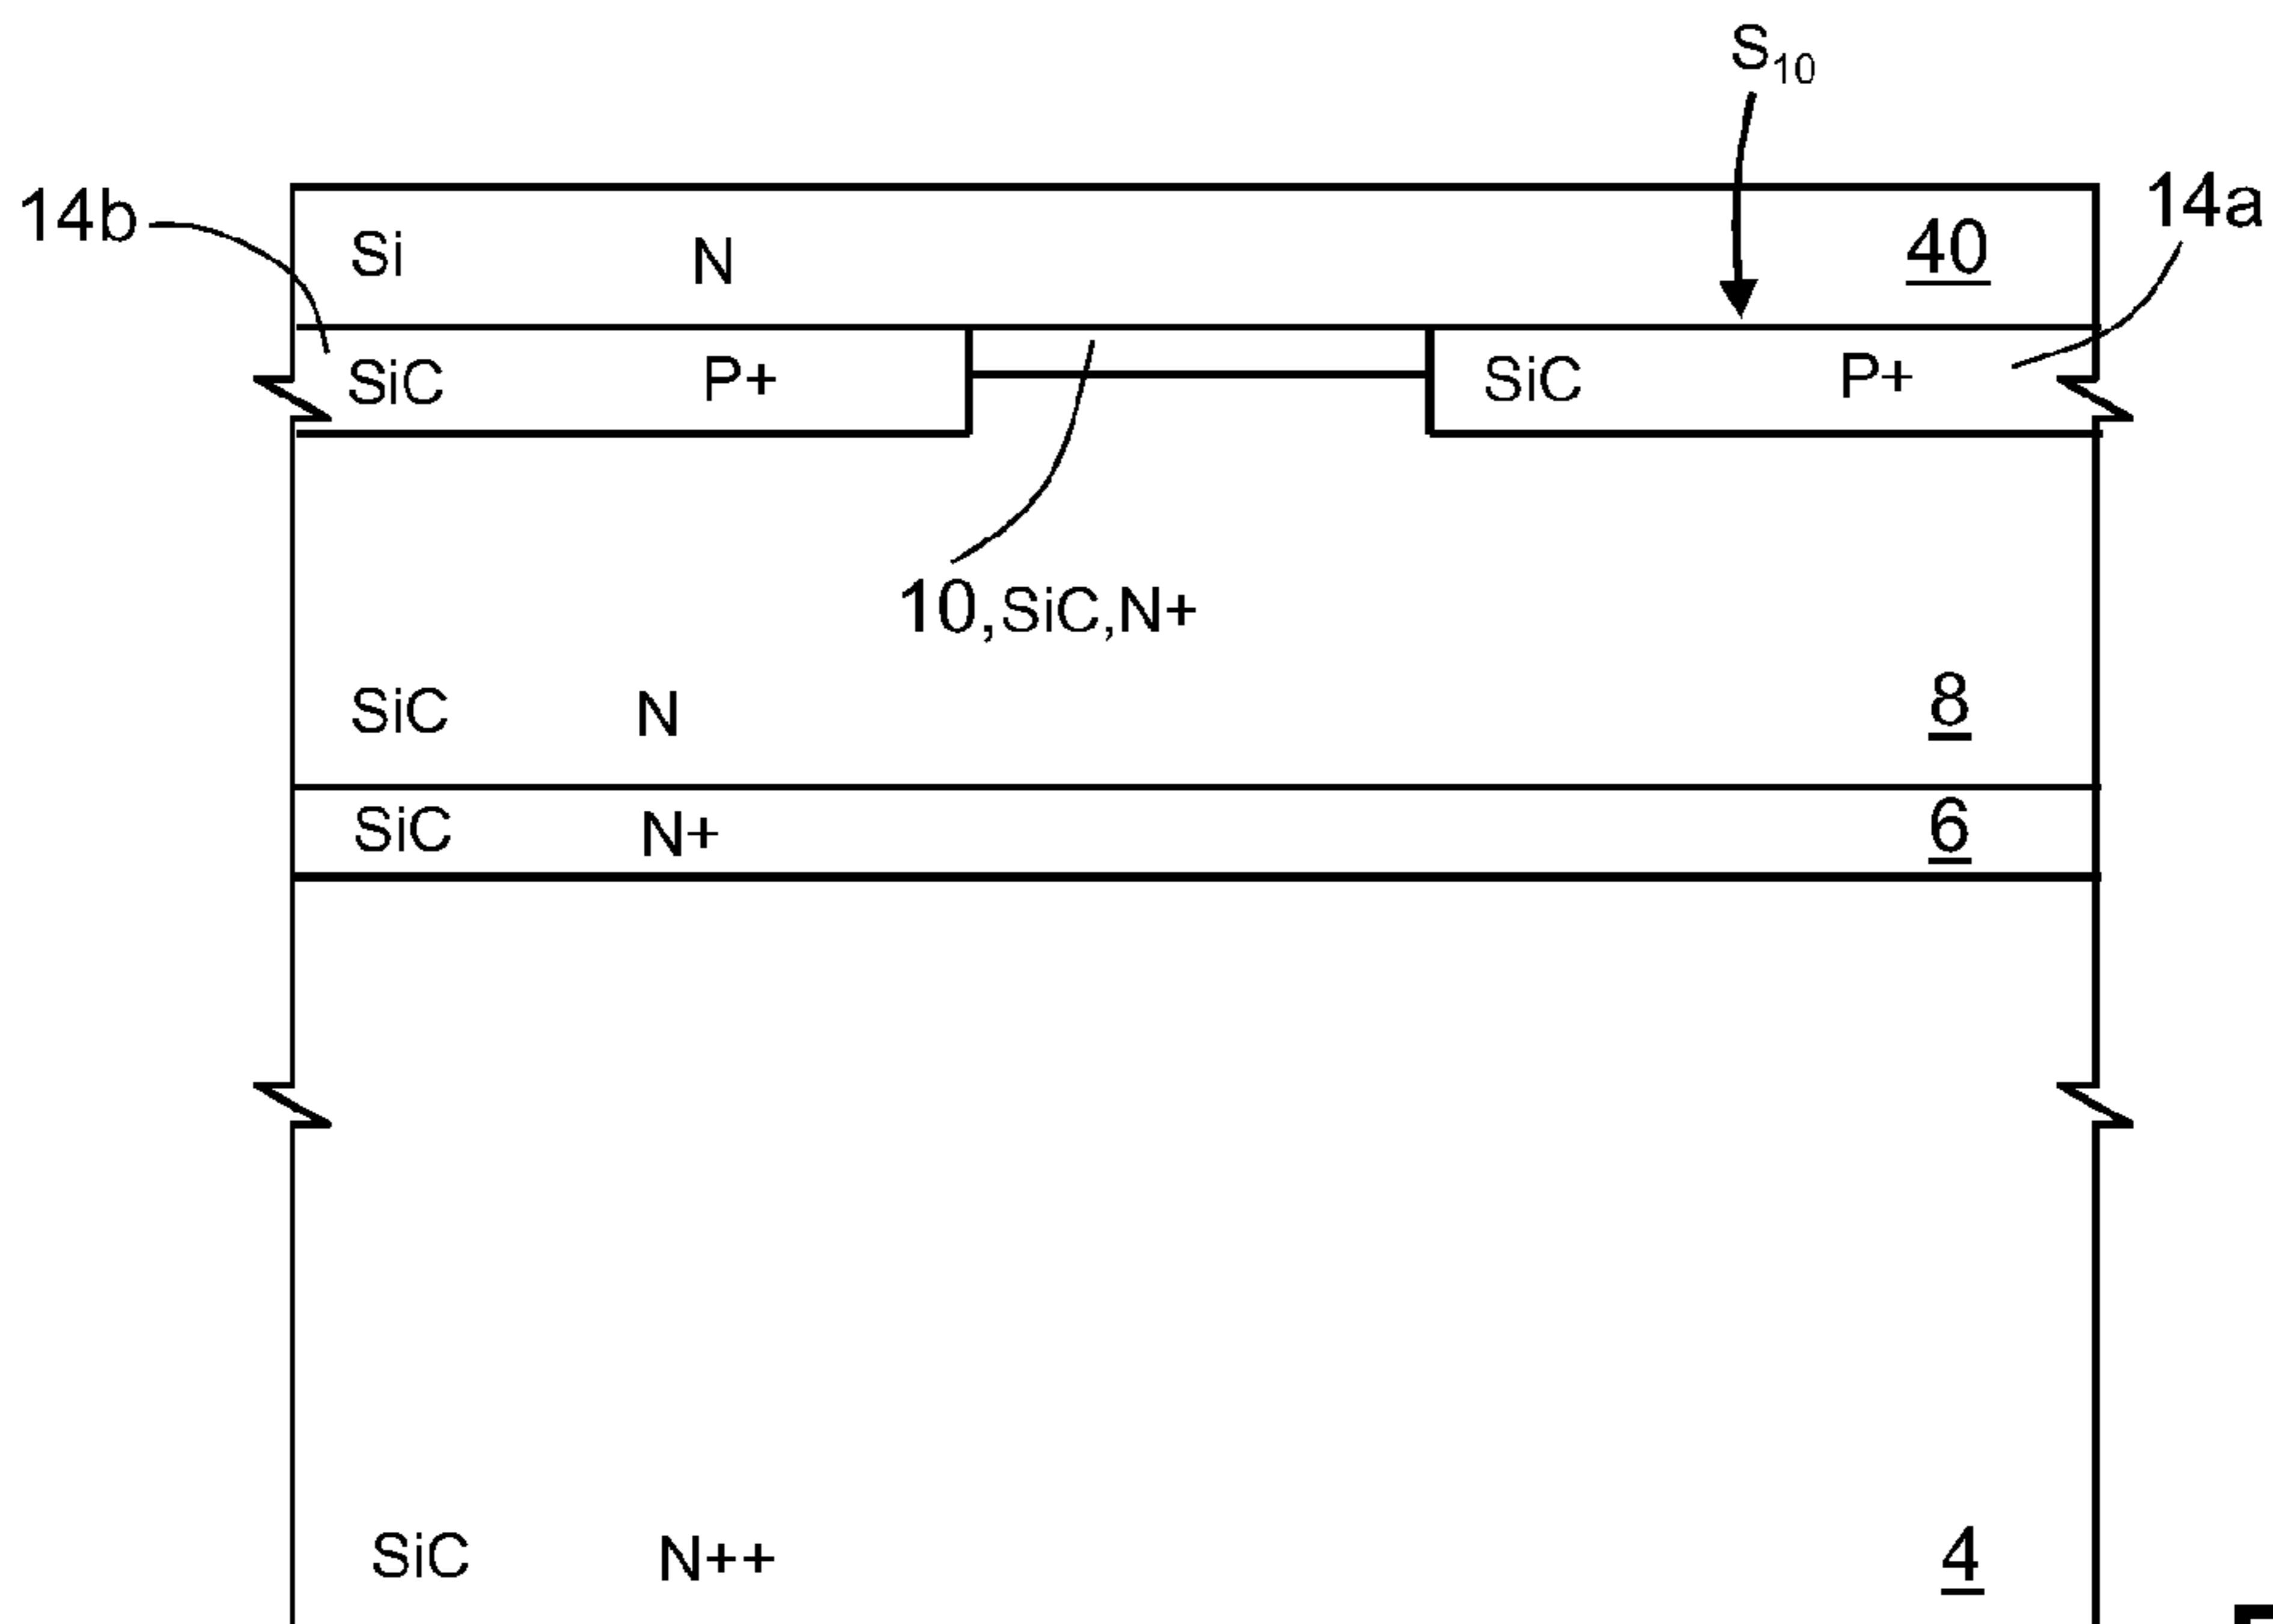 S10
14b Si N 40 14a
SiC P+ SiC P+
10,SiC,N+
SiC N 8
SiC N+ 6
SiC N++ 4